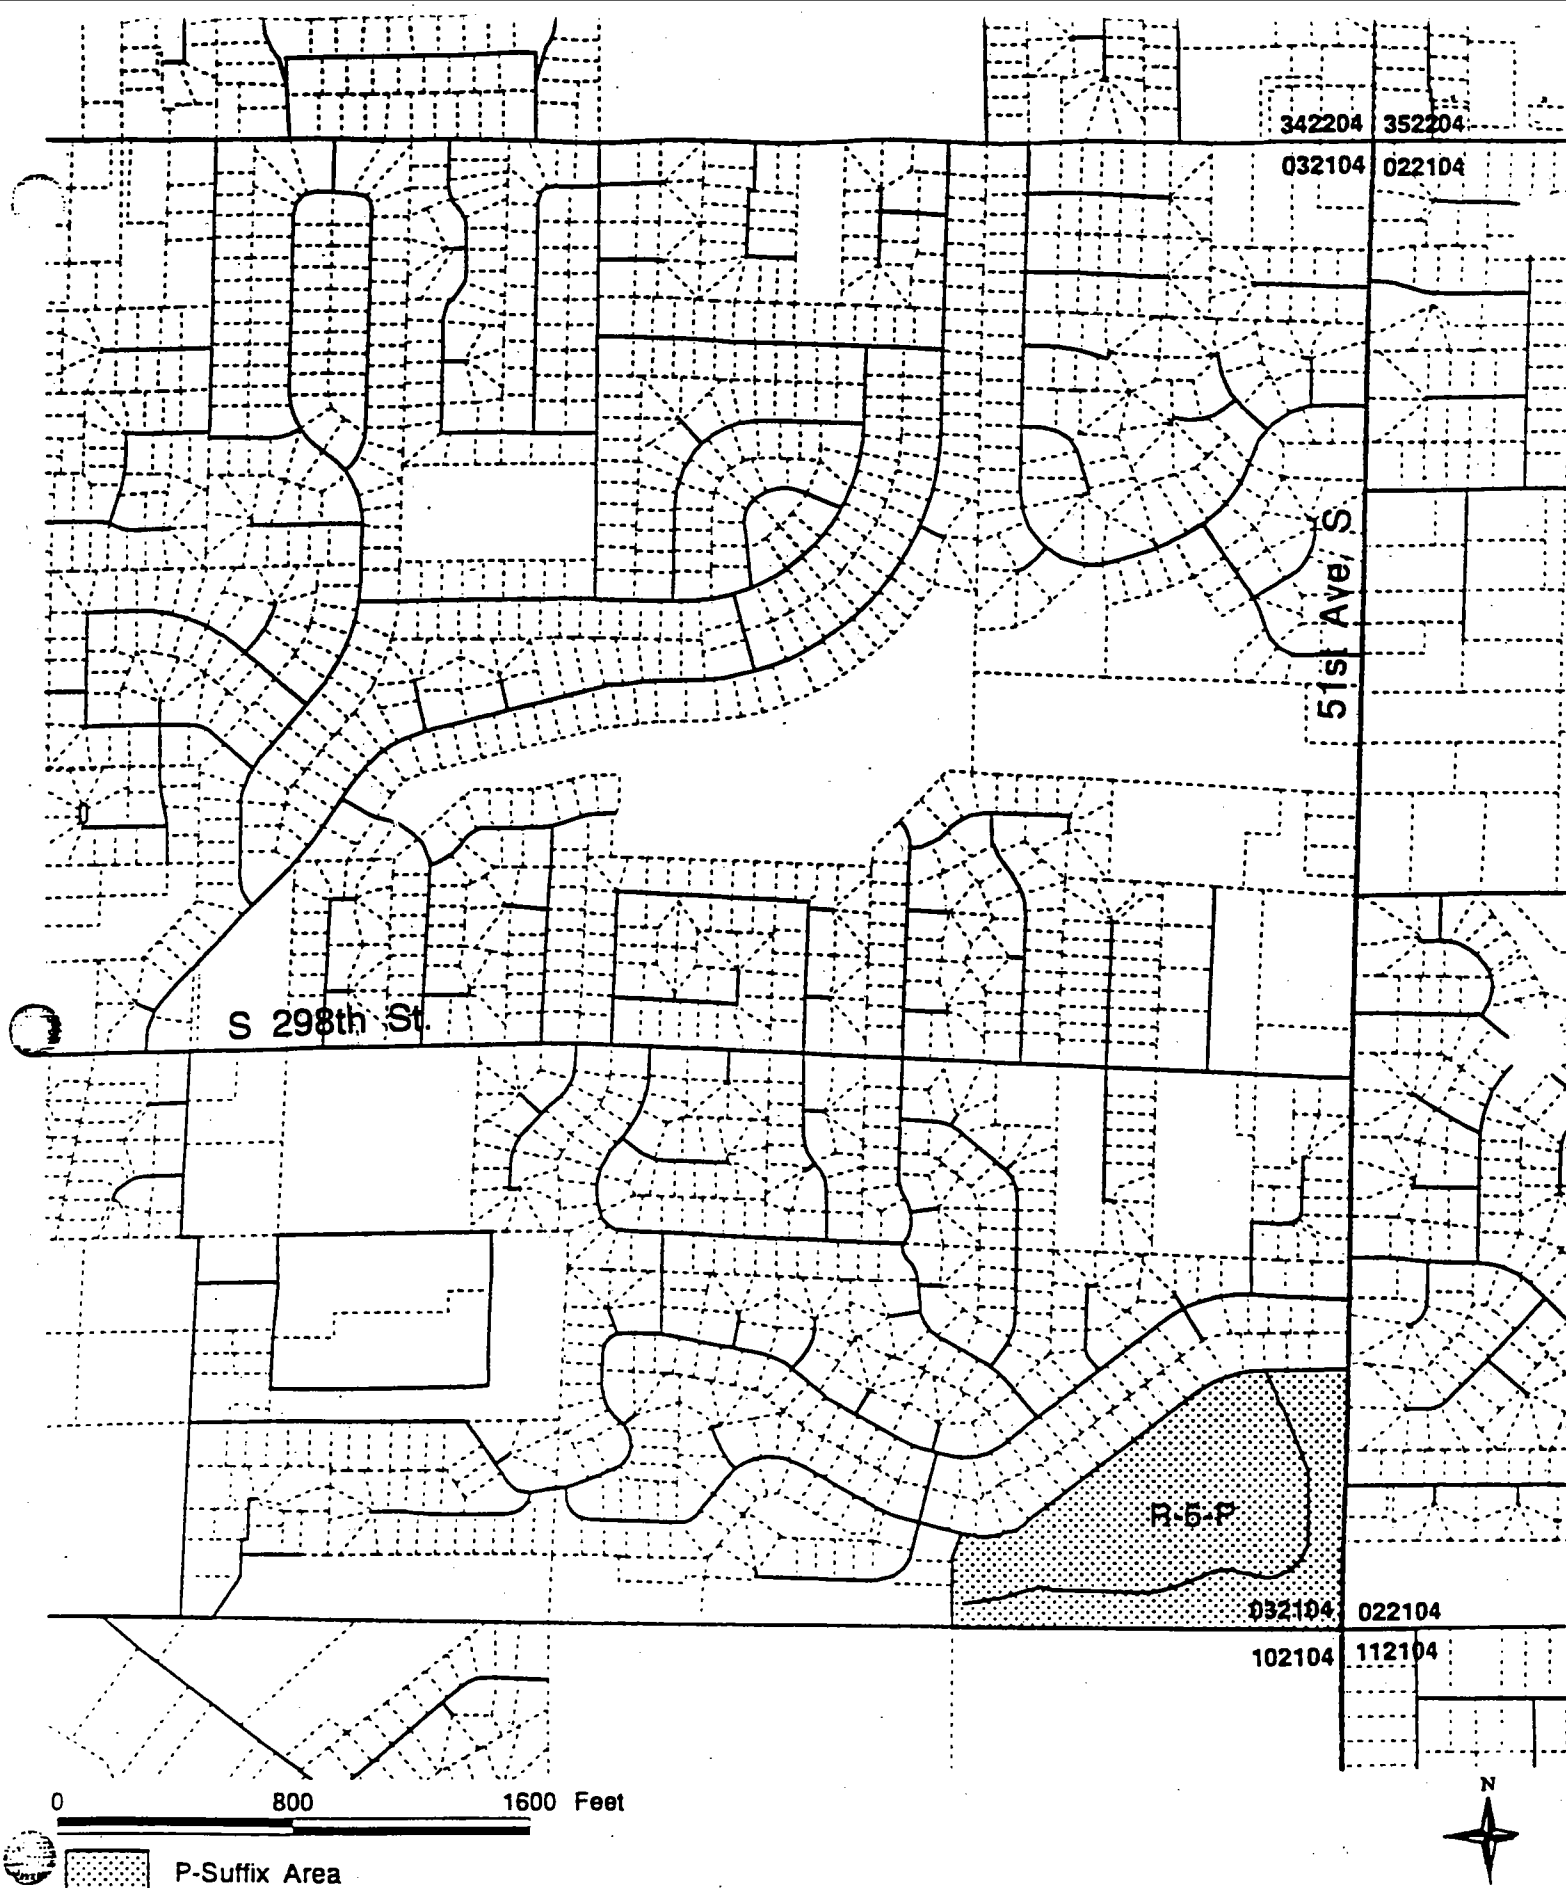 342204 352204
032104 022104
51st Ave. S
S 298th St.
R-6-P
032104 022104
102104 112104
0 800 1600 Feet
N
P-Suffix Area